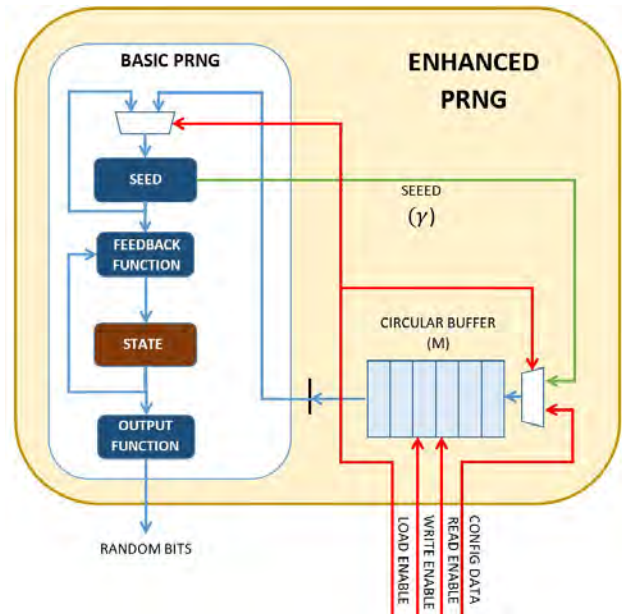 BASIC PRNG
ENHANCED
PRNG
SEED
SEEED
(γ)
FEEDBACK
FUNCTION
STATE
CIRCULAR BUFFER
(M)
OUTPUT
FUNCTION
RANDOM BITS
LOAD ENABLE
WRITE ENABLE
READ ENABLE
CONFIG DATA